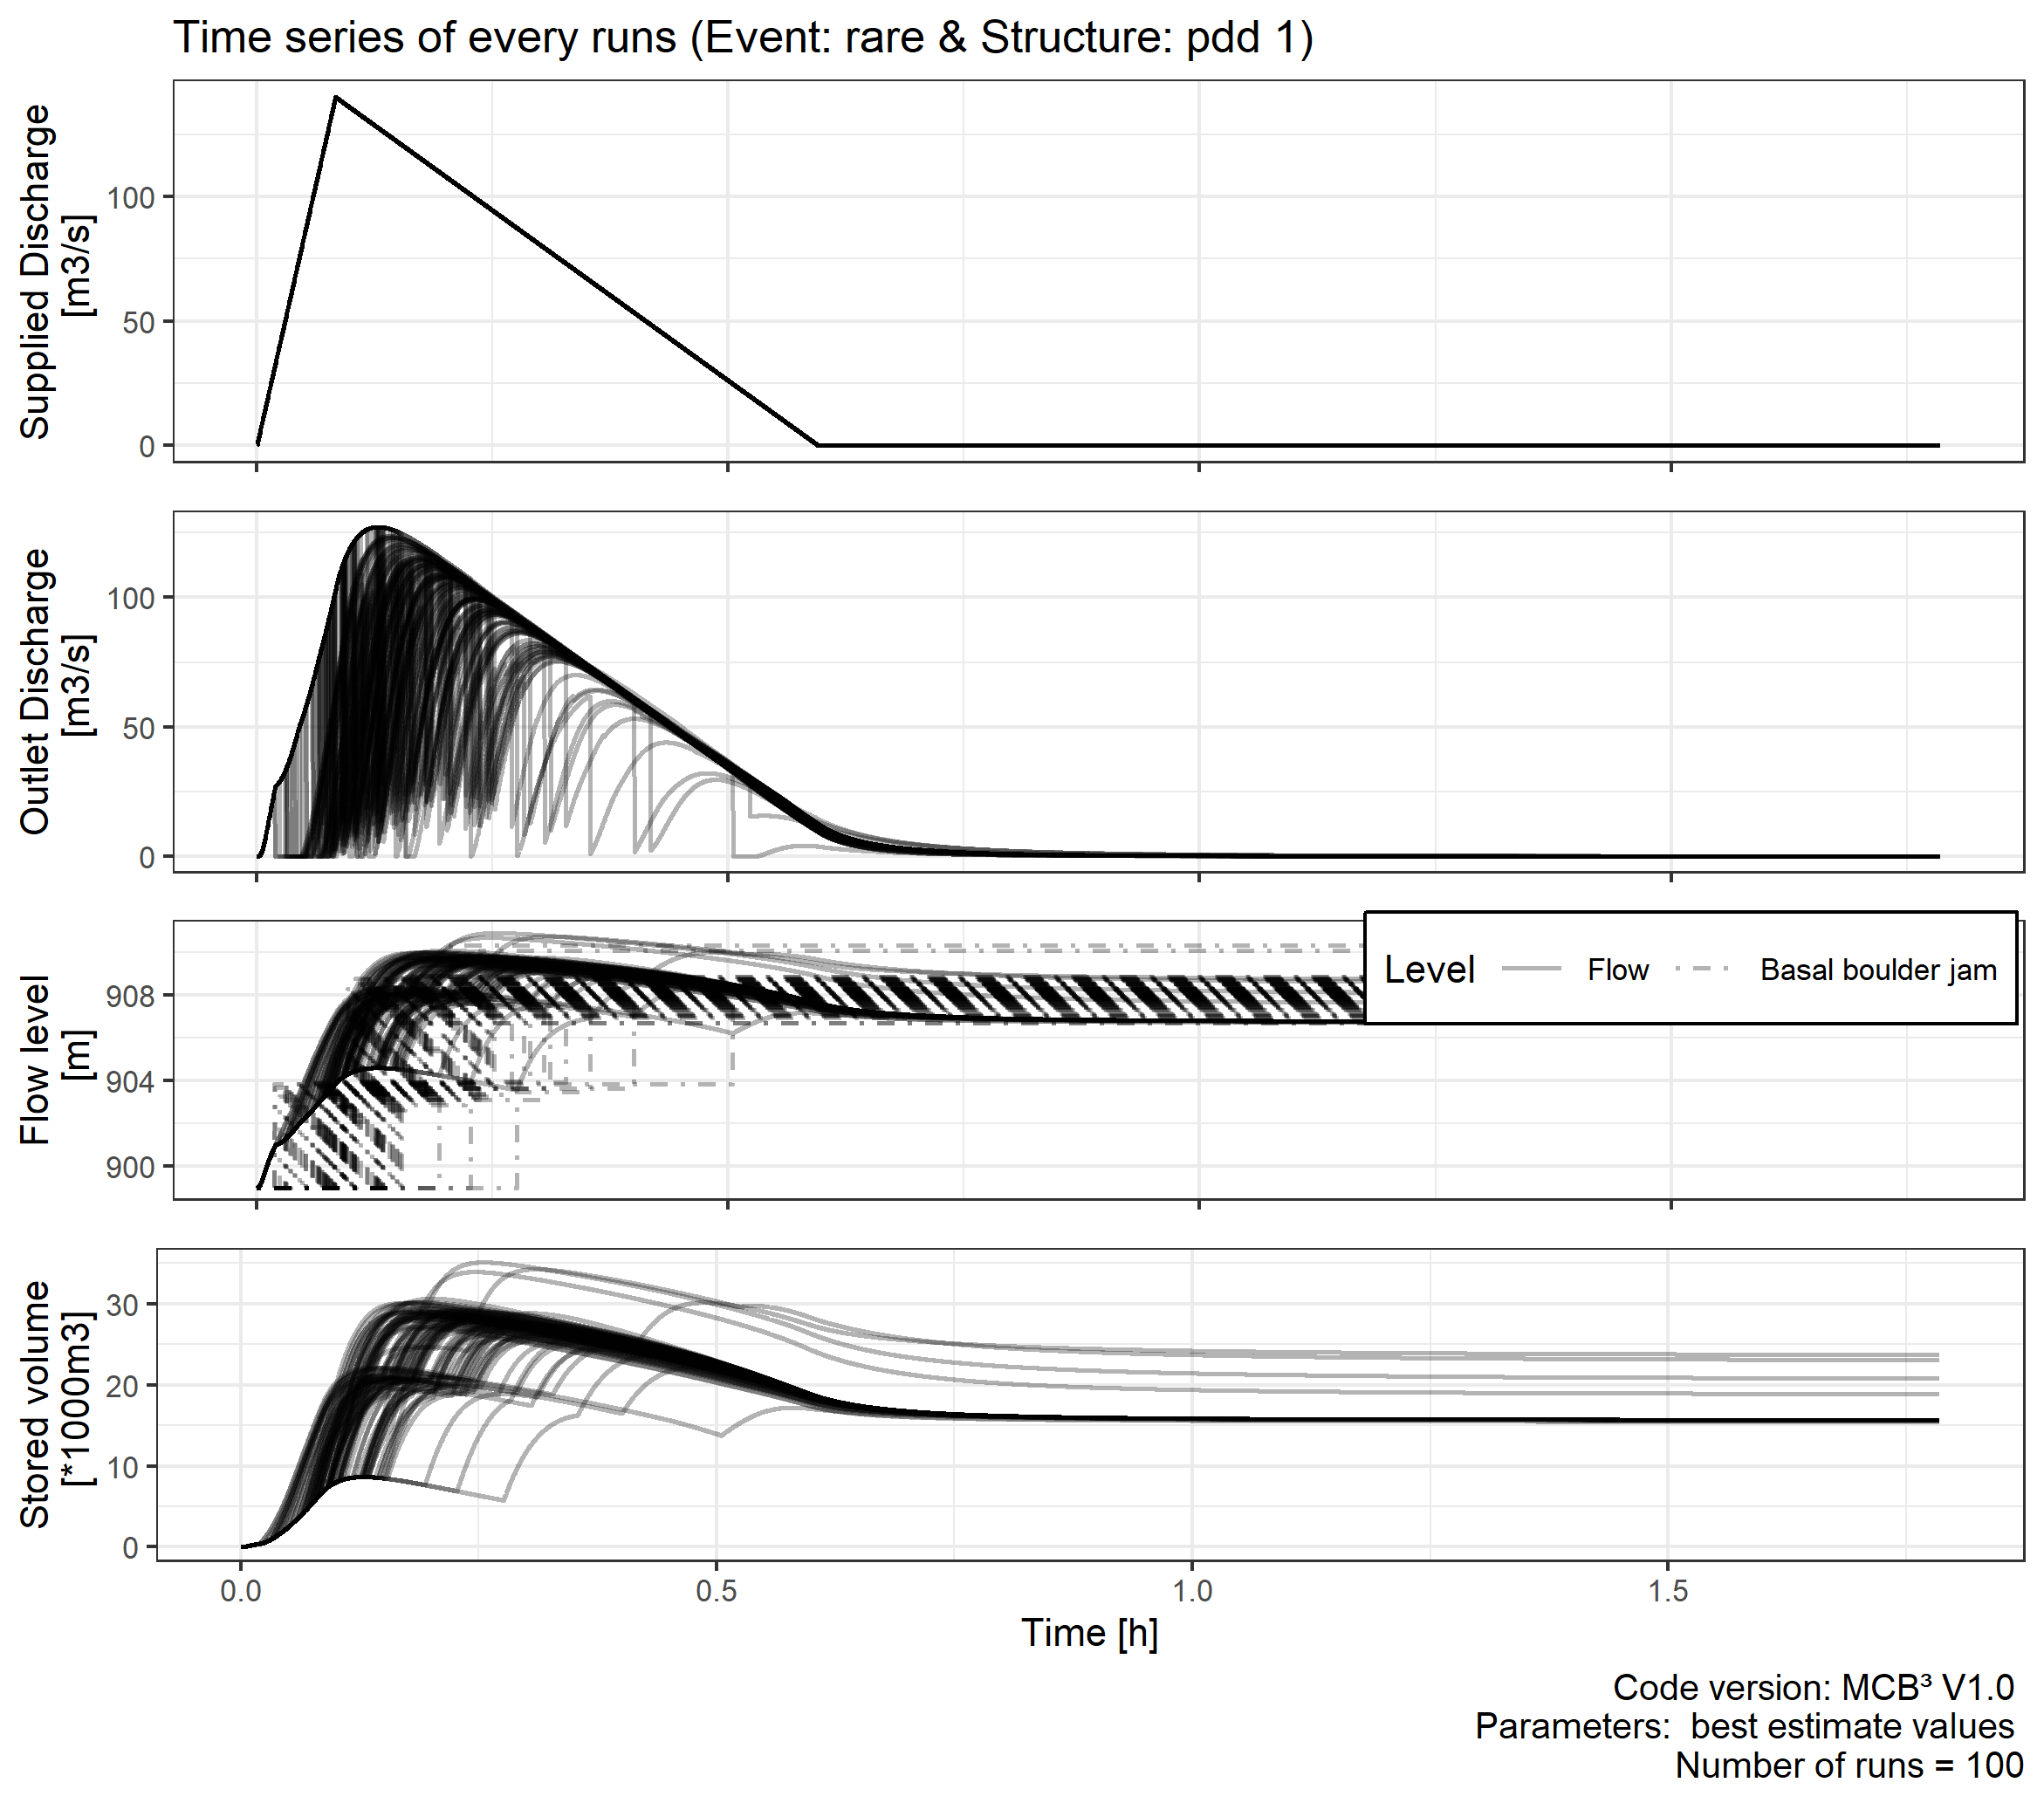 Time series of every runs (Event: rare & Structure: pdd 1)
Supplied Discharge
[m3/s]
100
50
0
Outlet Discharge
[m3/s]
100
50
0
Flow level
[m]
908
904
900
Level Flow Basal boulder jam
Stored volume
[*1000m3]
30
20
10
0
0.0 0.5 1.0 1.5
Time [h]
Code version: MCB³ V1.0
Parameters:  best estimate values
Number of runs = 100